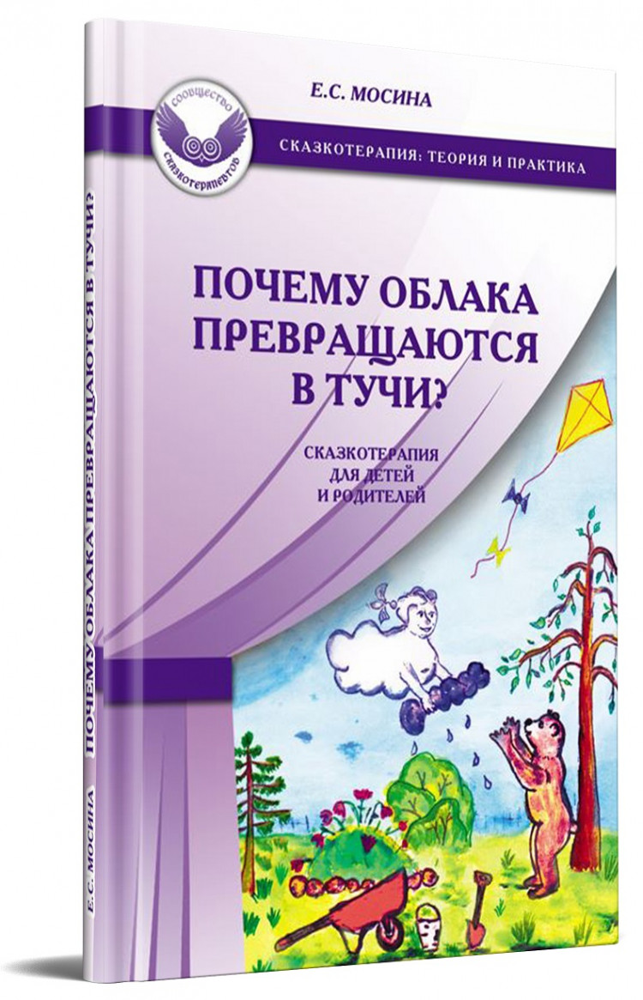 Е.С. МОСИНА
СООБЩЕСТВО
СКАЗКОТЕРАПЕВТОВ
СКАЗКОТЕРАПИЯ: ТЕОРИЯ И ПРАКТИКА
ПОЧЕМУ ОБЛАКА
ПРЕВРАЩАЮТСЯ
В ТУЧИ?
СКАЗКОТЕРАПИЯ
ДЛЯ ДЕТЕЙ
И РОДИТЕЛЕЙ
Е.С. МОСИНА ПОЧЕМУ ОБЛАКА ПРЕВРАЩАЮТСЯ В ТУЧИ?